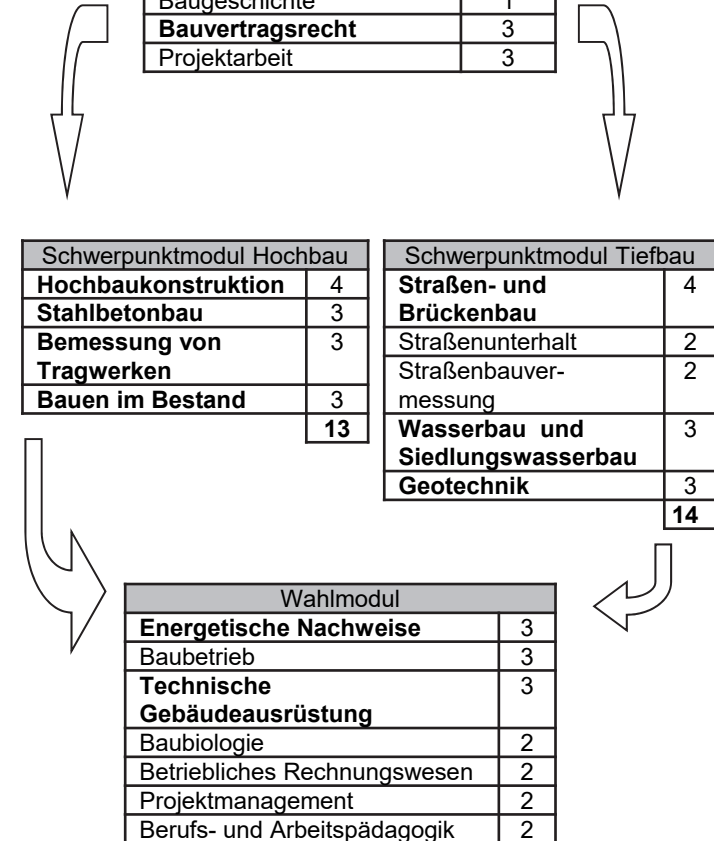 Baugeschichte 1
Bauvertragsrecht 3
Projektarbeit 3
Schwerpunktmodul Hochbau
Hochbaukonstruktion 4
Stahlbetonbau 3
Bemessung von 3
Tragwerken
Bauen im Bestand 3
13
Schwerpunktmodul Tiefbau
Straßen- und 4
Brückenbau
Straßenunterhalt 2
Straßenbauver- 2
messung
Wasserbau und 3
Siedlungswasserbau
Geotechnik 3
14
Wahlmodul
Energetische Nachweise 3
Baubetrieb 3
Technische 3
Gebäudeausrüstung
Baubiologie 2
Betriebliches Rechnungswesen 2
Projektmanagement 2
Berufs- und Arbeitspädagogik 2